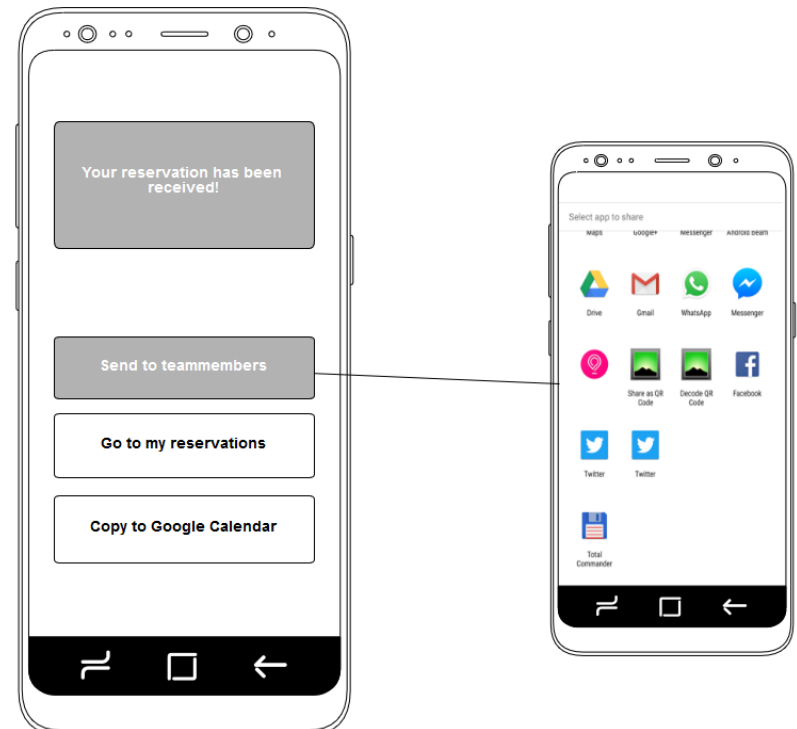 Your reservation has been
received!
Send to teammembers
Go to my reservations
Copy to Google Calendar
Select app to share
Maps Google+ Messenger Android Beam
Drive Gmail WhatsApp Messenger
Share as QR Decode QR Facebook
Code Code
Twitter Twitter
Total
Commander